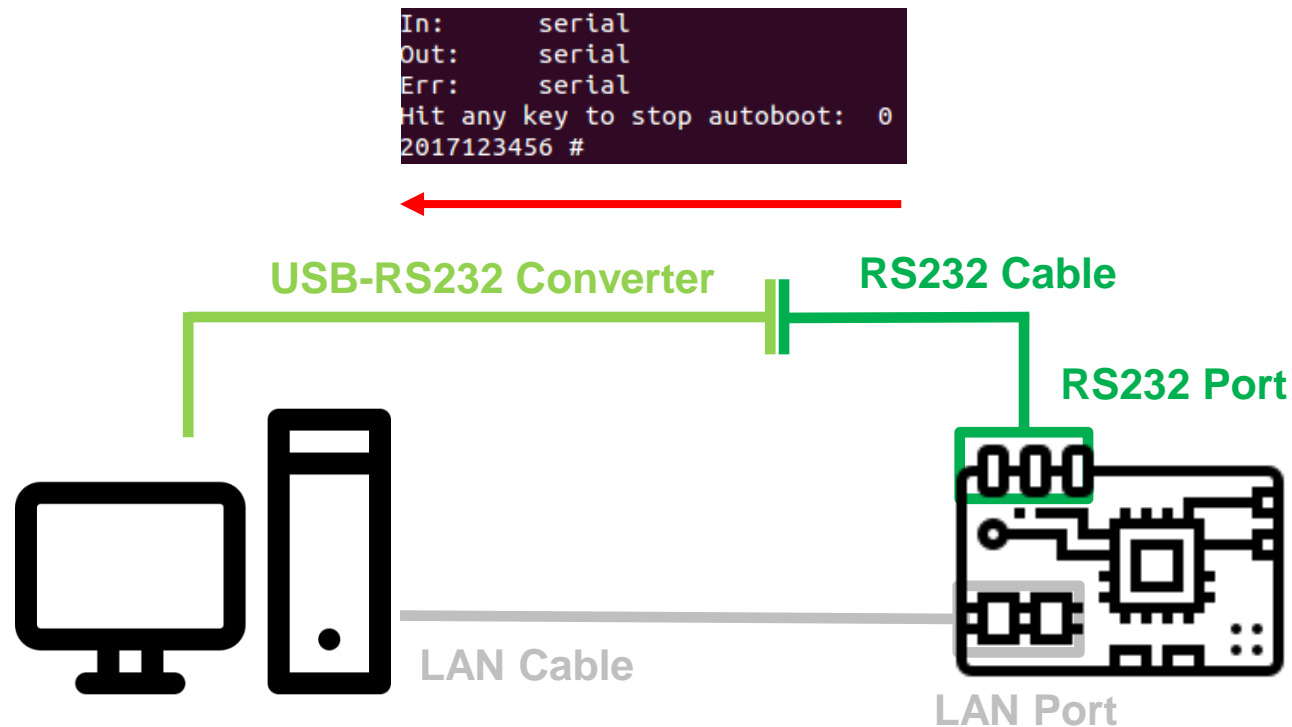 In:      serial
Out:     serial
Err:     serial
Hit any key to stop autoboot:  0
2017123456 #
USB-RS232 Converter
RS232 Cable
RS232 Port
LAN Cable
LAN Port